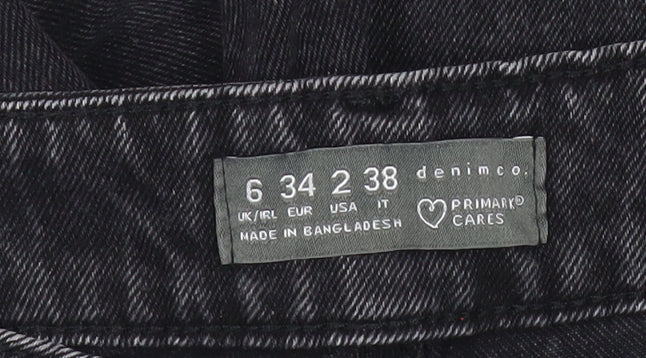 6 34 2 38 denimco.
UK/IRL EUR USA IT PRIMARK®
MADE IN BANGLADESH CARES